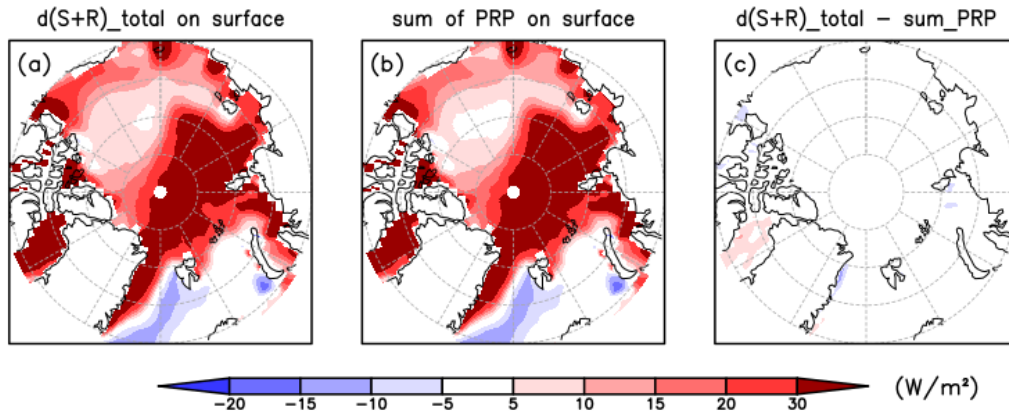 d(S+R)_total on surface
sum of PRP on surface
d(S+R)_total − sum_PRP
(a)
(b)
(c)
−20 −15 −10 −5 5 10 15 20 30
(W/m²)